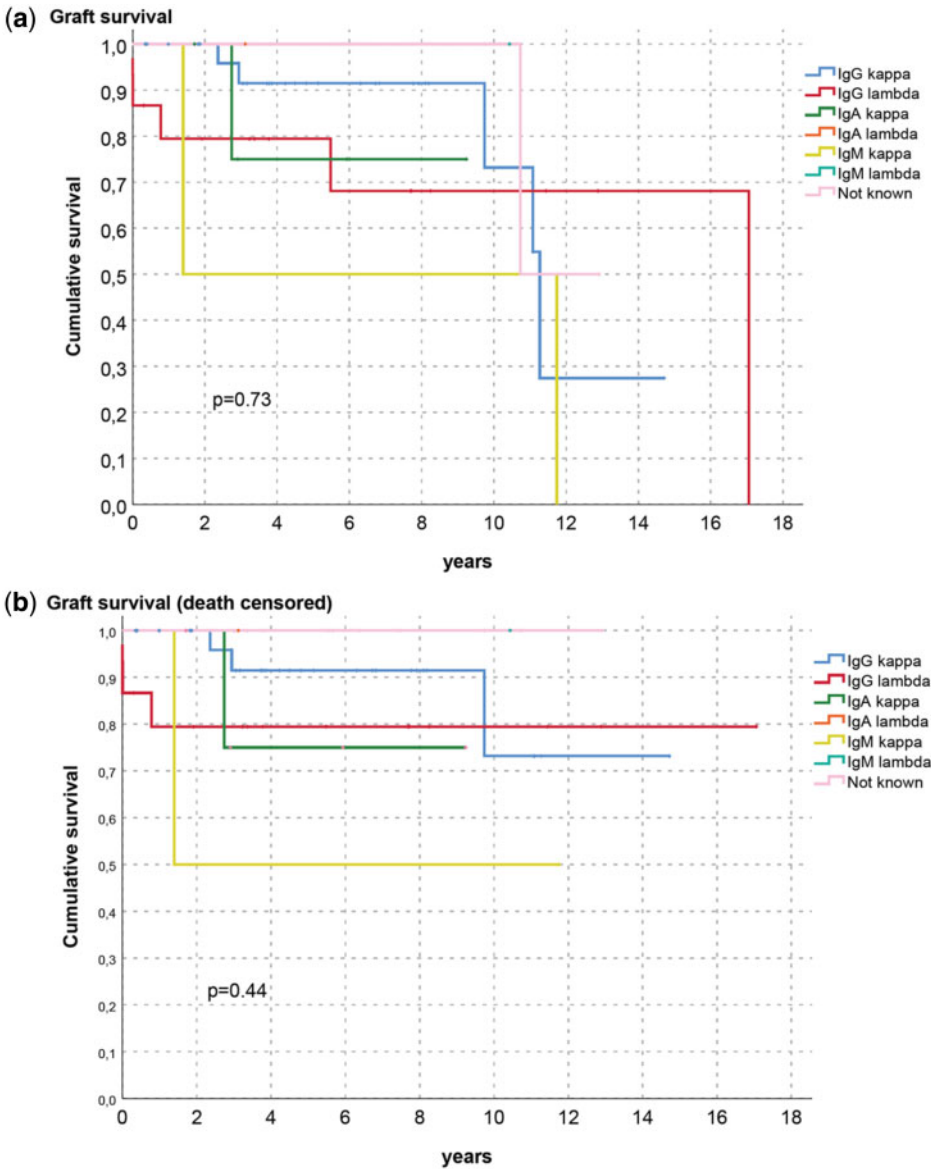 (a) Graft survival
1,0
0,9
0,8
0,7
0,6
0,5
0,4
0,3
0,2
0,1
0,0
Cumulative survival
p=0.73
0 2 4 6 8 10 12 14 16 18
years
IgG kappa
IgG lambda
IgA kappa
IgA lambda
IgM kappa
IgM lambda
Not known
(b) Graft survival (death censored)
1,0
0,9
0,8
0,7
0,6
0,5
0,4
0,3
0,2
0,1
0,0
Cumulative survival
p=0.44
0 2 4 6 8 10 12 14 16 18
years
IgG kappa
IgG lambda
IgA kappa
IgA lambda
IgM kappa
IgM lambda
Not known